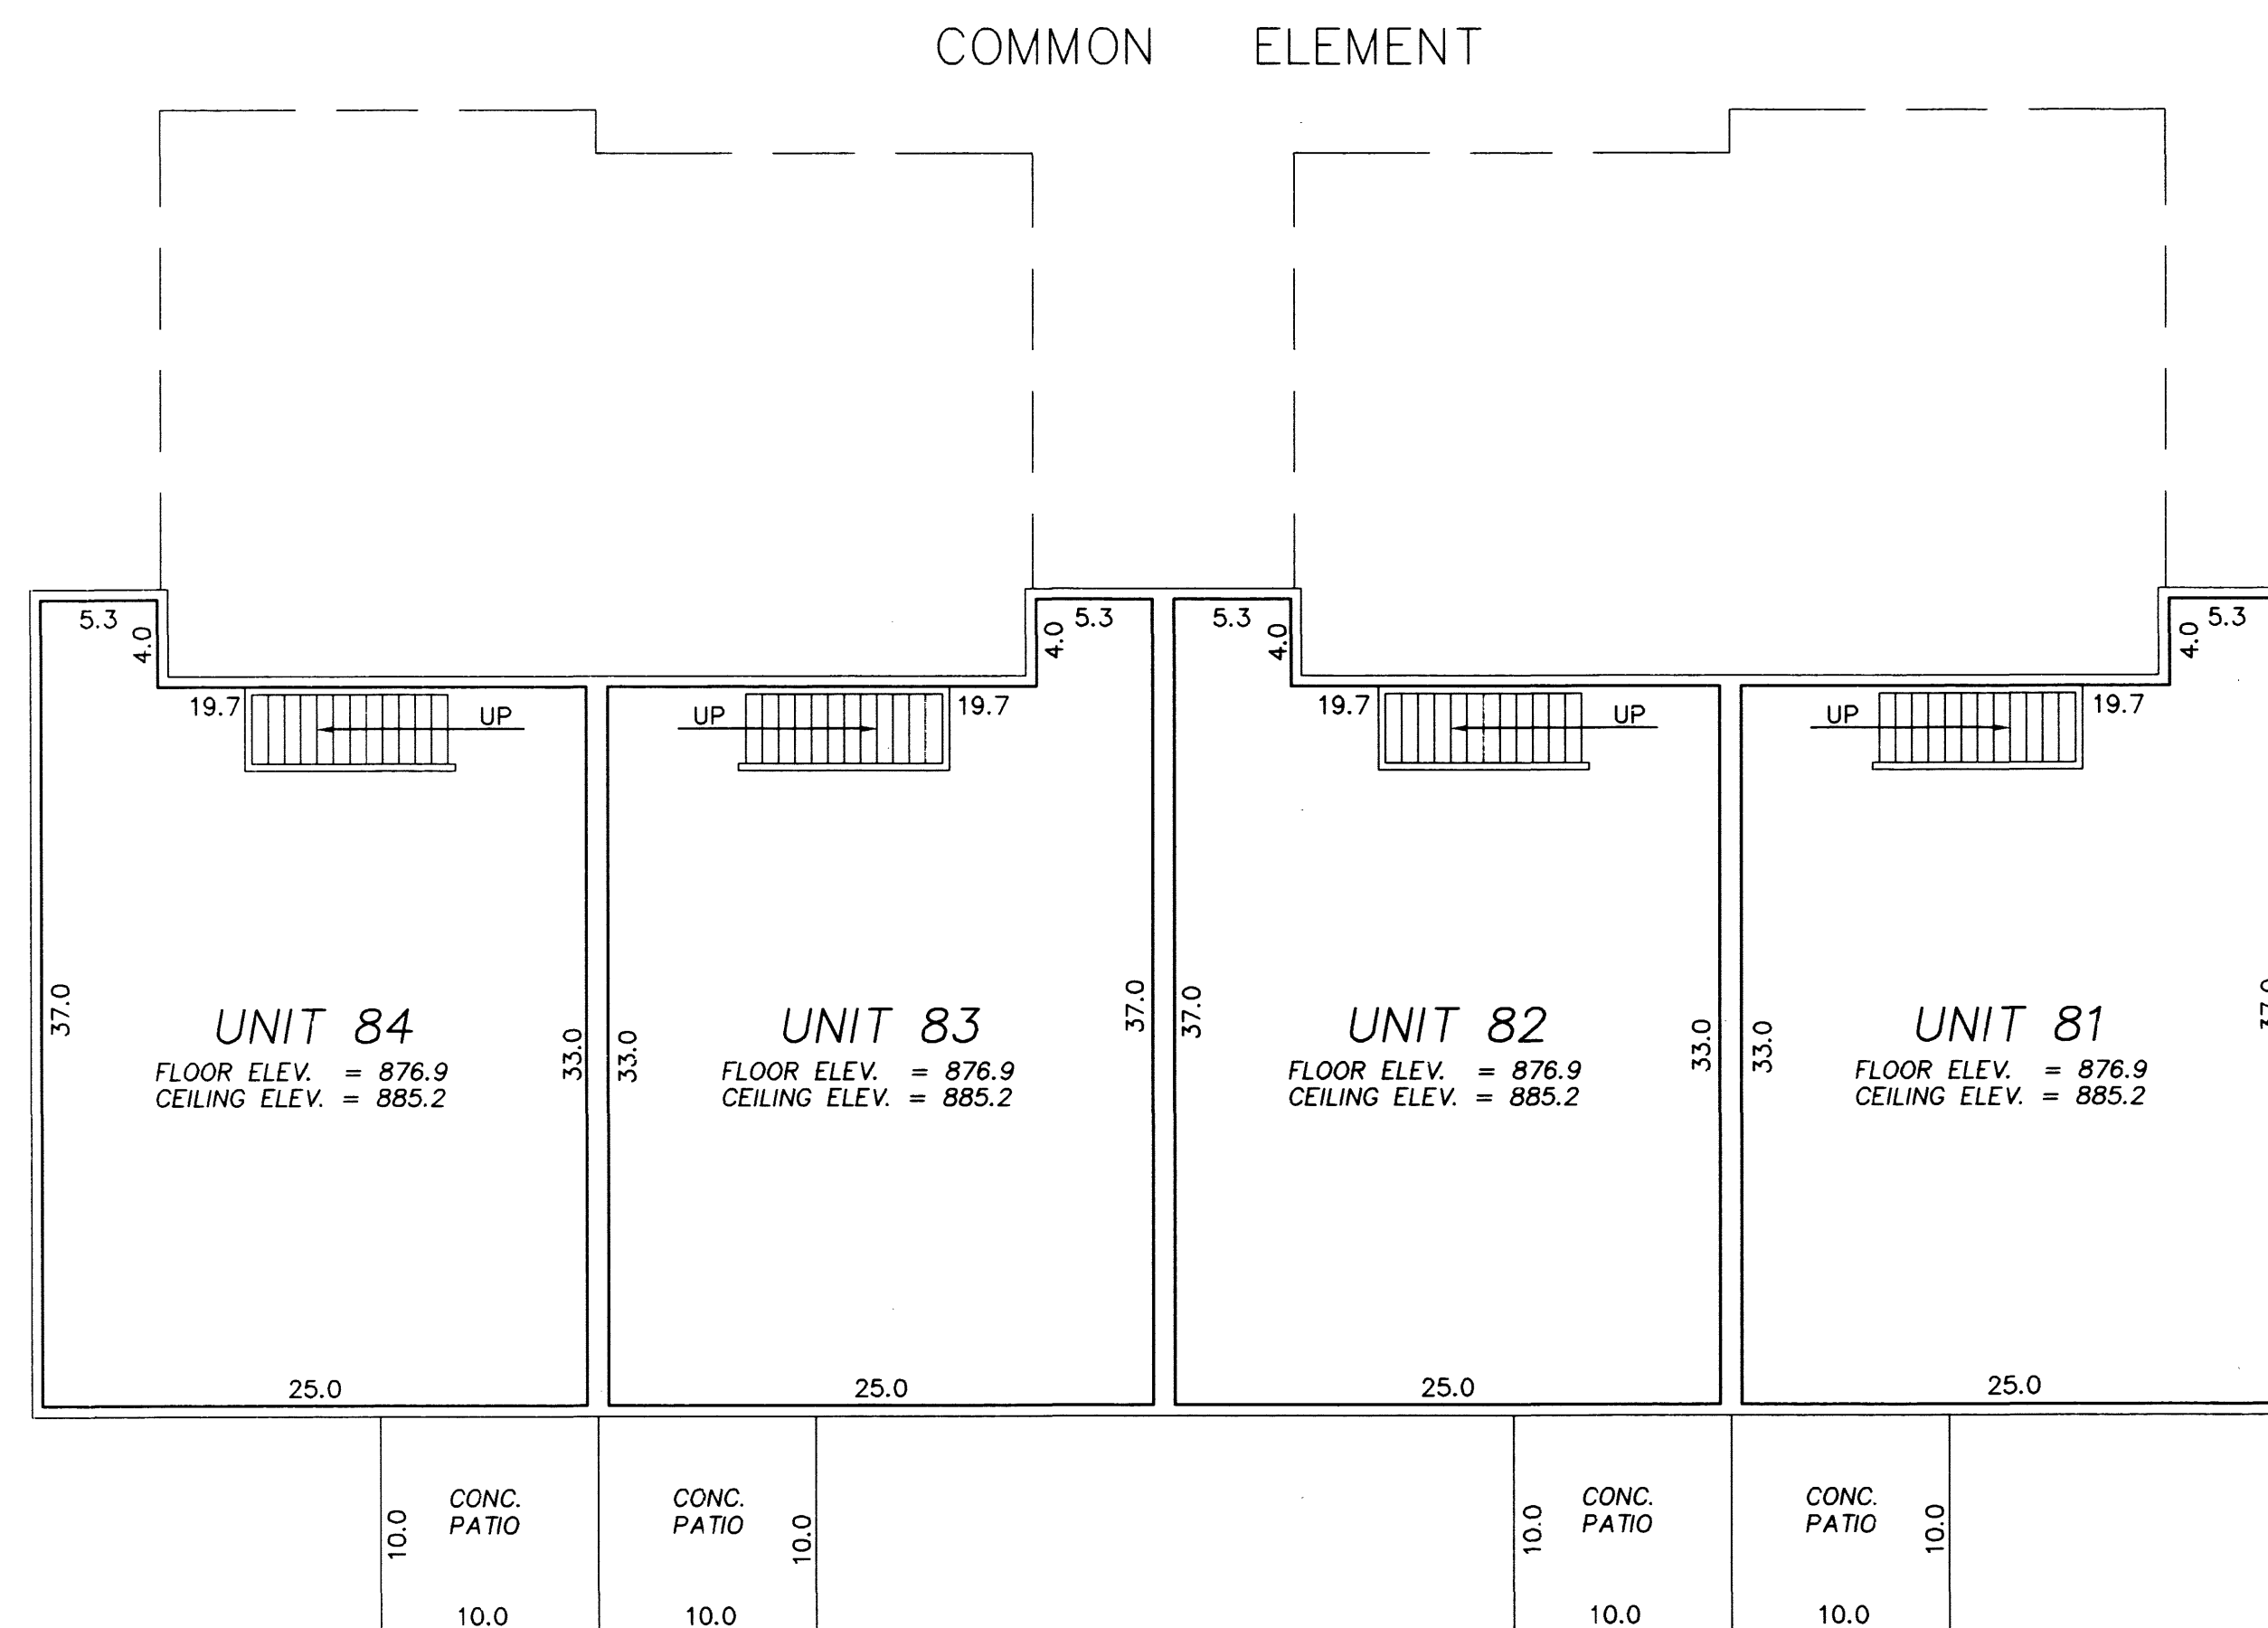 COMMON ELEMENT
5.3
4.0
19.7
UP
37.0
UNIT 84
FLOOR ELEV. = 876.9
CEILING ELEV. = 885.2
33.0
25.0
5.3
4.0
UP
19.7
33.0
UNIT 83
FLOOR ELEV. = 876.9
CEILING ELEV. = 885.2
37.0
25.0
5.3
4.0
19.7
UP
37.0
UNIT 82
FLOOR ELEV. = 876.9
CEILING ELEV. = 885.2
33.0
25.0
5.3
4.0
UP
19.7
33.0
UNIT 81
FLOOR ELEV. = 876.9
CEILING ELEV. = 885.2
25.0
10.0
CONC.
PATIO
10.0
CONC.
PATIO
10.0
10.0
10.0
CONC.
PATIO
10.0
CONC.
PATIO
10.0
10.0